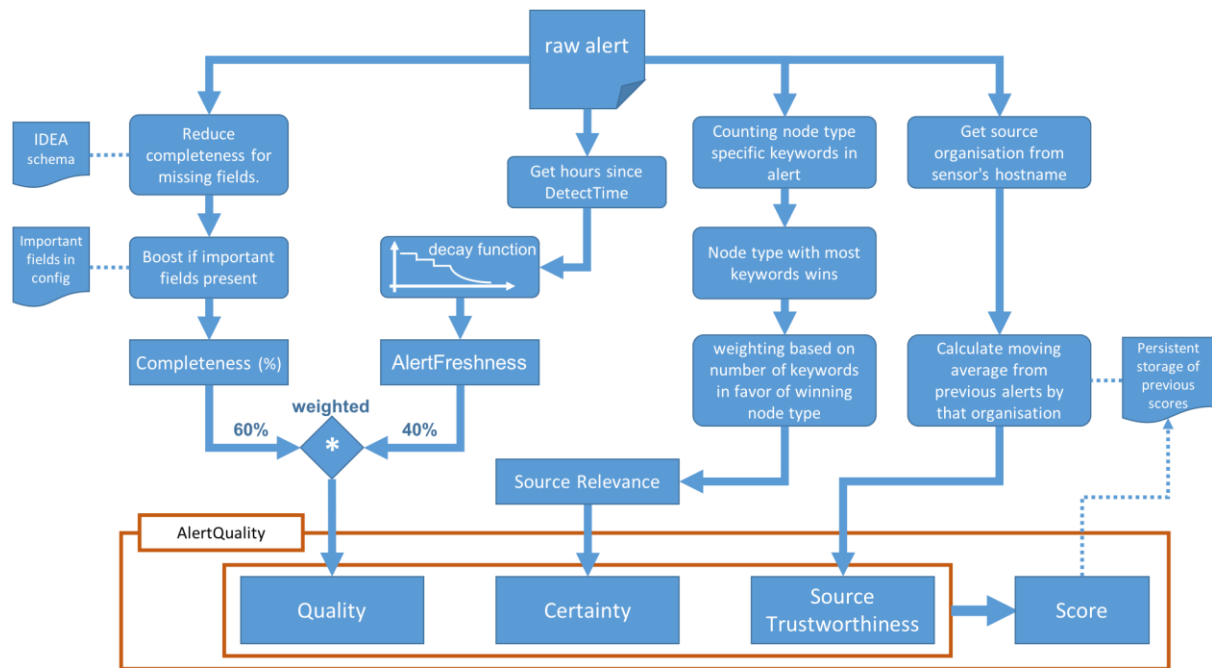 raw alert
IDEA
schema
Reduce
completeness for
missing fields.
Get hours since
DetectTime
Counting node type
specific keywords in
alert
Get source
organisation from
sensor's hostname
Important
fields in
config
Boost if important
fields present
decay function
Node type with most
keywords wins
Completeness (%)
AlertFreshness
weighting based on
number of keywords
in favor of winning
node type
Calculate moving
average from
previous alerts by
that organisation
Persistent
storage of
previous
scores
weighted
60%
*
40%
Source Relevance
AlertQuality
Quality
Certainty
Source
Trustworthiness
Score